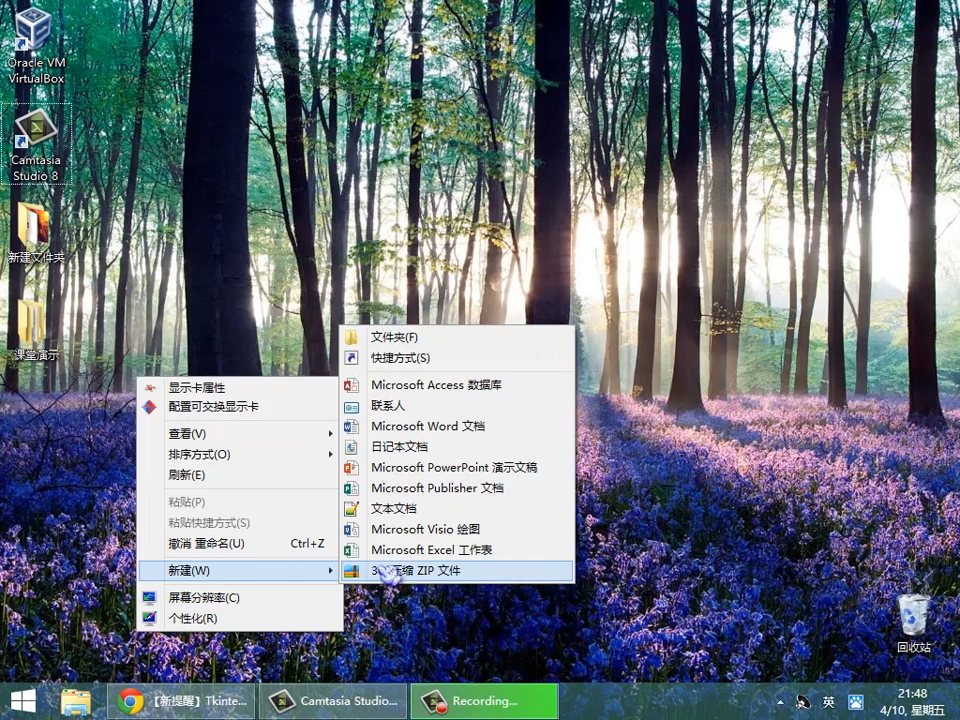 Oracle VM
VirtualBox
Camtasia
Studio 8
新建文件夹
课堂演示
显示卡属性
配置可交换显示卡
查看(V)
排序方式(O)
刷新(E)
粘贴(P)
粘贴快捷方式(S)
撤消 重命名(U) Ctrl+Z
新建(W)
屏幕分辨率(C)
个性化(R)
文件夹(F)
快捷方式(S)
Microsoft Access 数据库
联系人
Microsoft Word 文档
日记本文档
Microsoft PowerPoint 演示文稿
Microsoft Publisher 文档
文本文档
Microsoft Visio 绘图
Microsoft Excel 工作表
压缩 ZIP 文件
回收站
【新提醒】Tkinte...
Camtasia Studio...
Recording...
英
21:48
4/10, 星期五